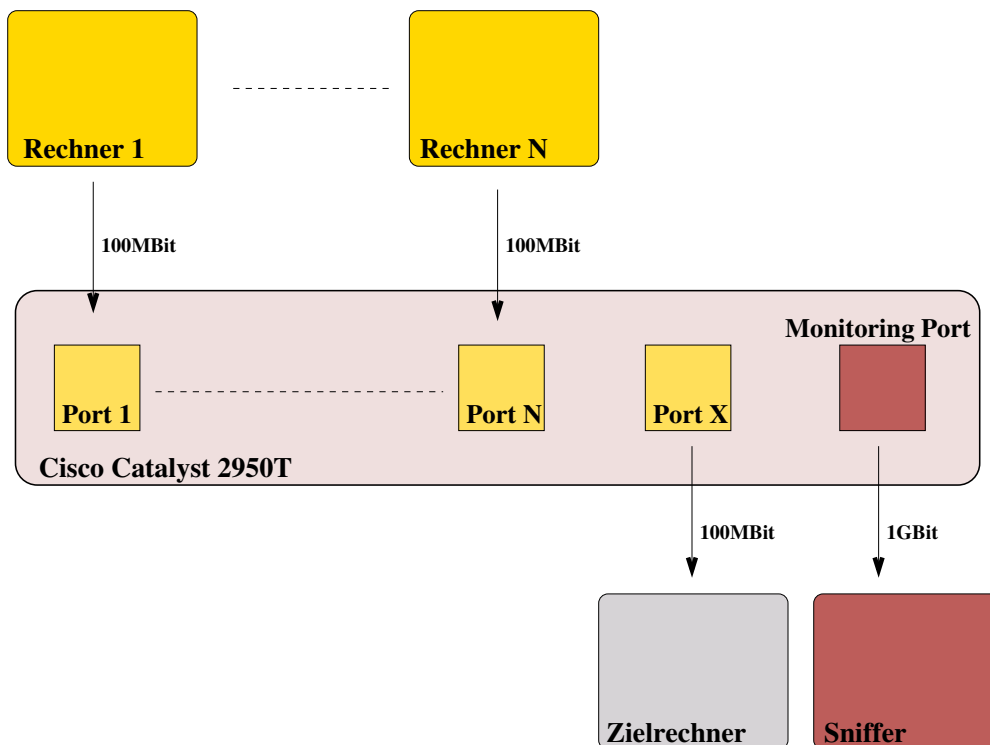 Rechner 1
Rechner N
100MBit
100MBit
Monitoring Port
Port 1
Port N
Port X
Cisco Catalyst 2950T
100MBit
1GBit
Zielrechner
Sniffer